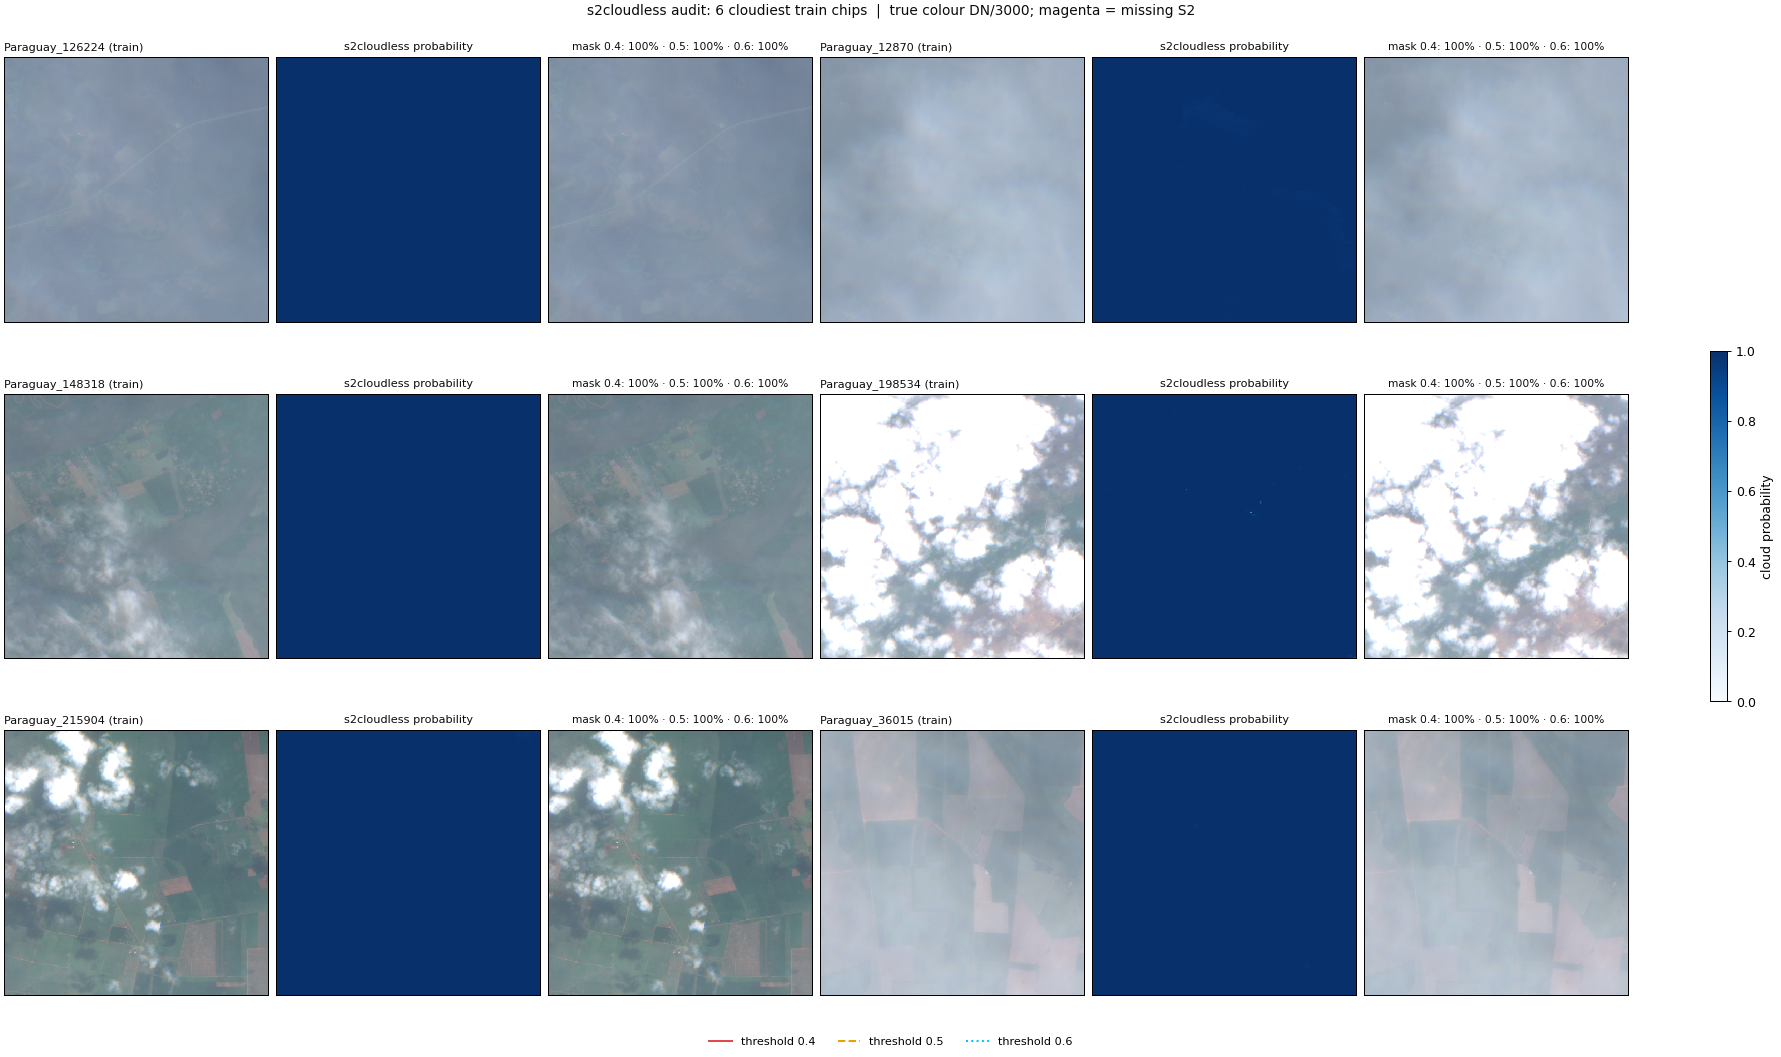 s2cloudless audit: 6 cloudiest train chips | true colour DN/3000; magenta = missing S2
Paraguay_126224 (train)
s2cloudless probability
mask 0.4: 100% · 0.5: 100% · 0.6: 100%
Paraguay_12870 (train)
s2cloudless probability
mask 0.4: 100% · 0.5: 100% · 0.6: 100%
Paraguay_148318 (train)
s2cloudless probability
mask 0.4: 100% · 0.5: 100% · 0.6: 100%
Paraguay_198534 (train)
s2cloudless probability
mask 0.4: 100% · 0.5: 100% · 0.6: 100%
Paraguay_215904 (train)
s2cloudless probability
mask 0.4: 100% · 0.5: 100% · 0.6: 100%
Paraguay_36015 (train)
s2cloudless probability
mask 0.4: 100% · 0.5: 100% · 0.6: 100%
1.0
0.8
0.6
0.4
0.2
0.0
cloud probability
threshold 0.4
threshold 0.5
threshold 0.6